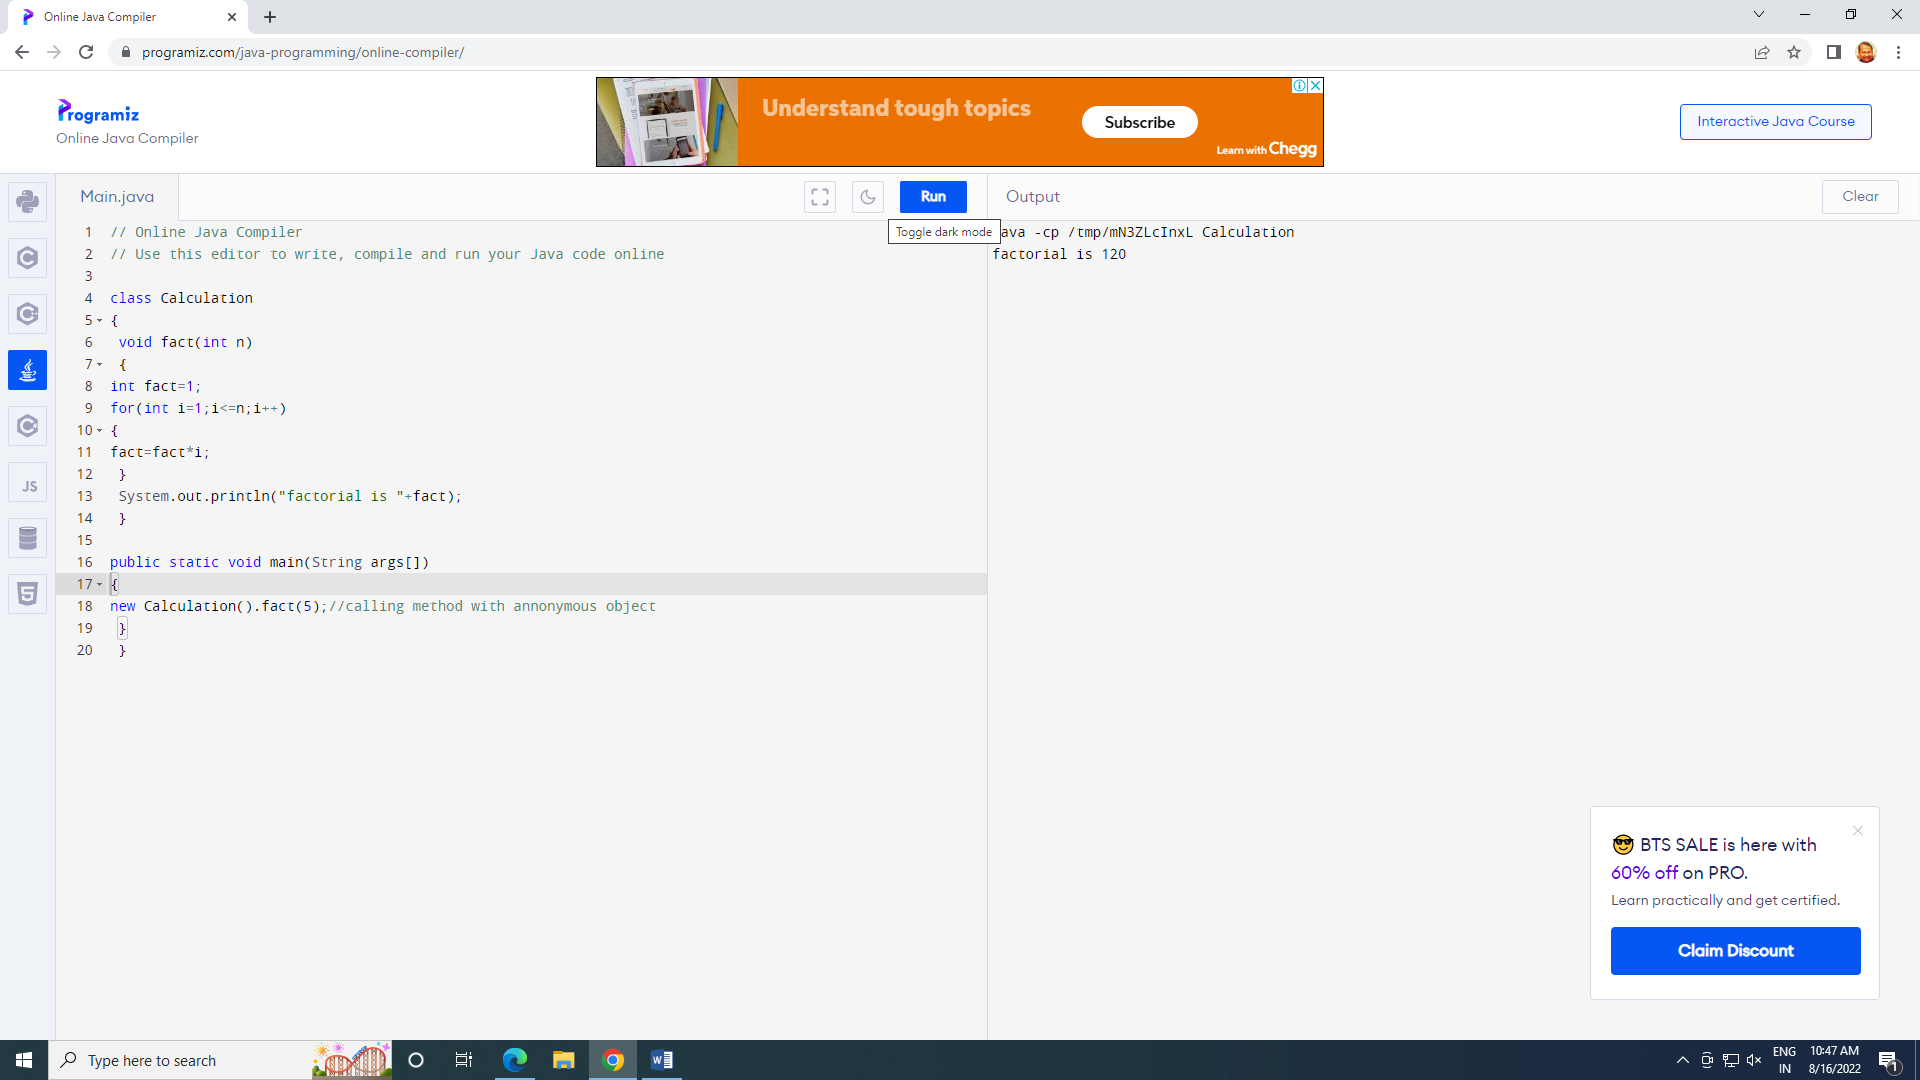 Online Java Compiler
programiz.com/java-programming/online-compiler/
Programiz
Online Java Compiler
Understand tough topics
Subscribe
Learn with Chegg
Interactive Java Course
Main.java
Run
Output
Clear
Toggle dark mode
1 // Online Java Compiler
2 // Use this editor to write, compile and run your Java code online
3
4 class Calculation
5 {
6 void fact(int n)
7 {
8 int fact=1;
9 for(int i=1;i<=n;i++)
10 {
11 fact=fact*i;
12 }
13 System.out.println("factorial is "+fact);
14 }
15
16 public static void main(String args[])
17 {
18 new Calculation().fact(5);//calling method with annonymous object
19 }
20 }
ava -cp /tmp/mN3ZLcInxL Calculation
factorial is 120
JS
😎 BTS SALE is here with
60% off on PRO.
Learn practically and get certified.
Claim Discount
Type here to search
ENG
IN
10:47 AM
8/16/2022
1